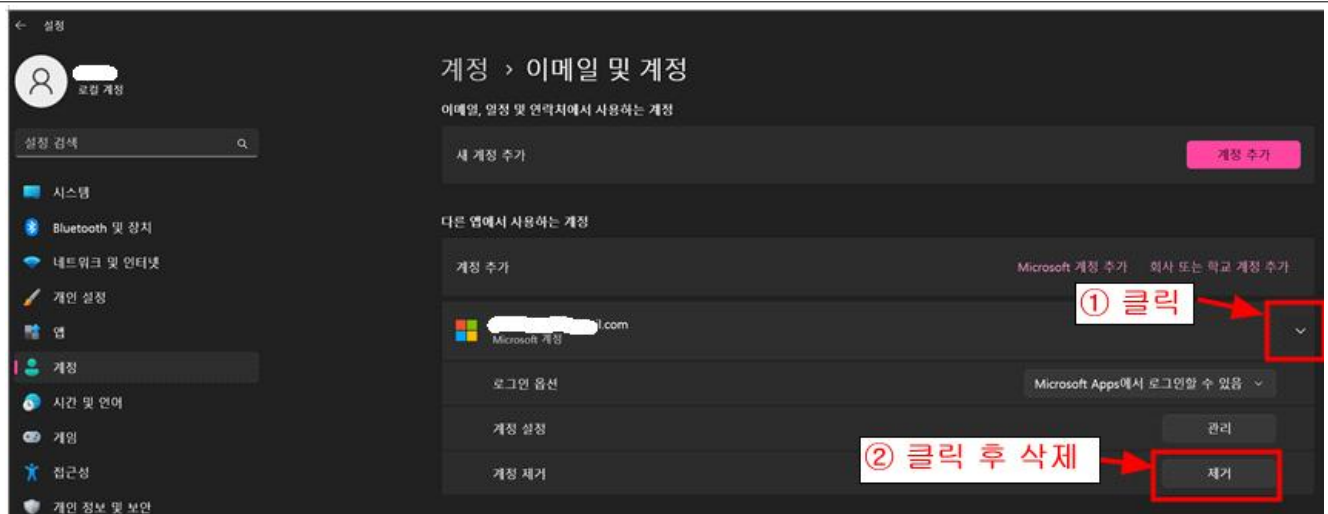 ← 설정
로컬 계정
설정 검색
시스템
Bluetooth 및 장치
네트워크 및 인터넷
개인 설정
앱
계정
시간 및 언어
게임
접근성
개인 정보 및 보안
계정 > 이메일 및 계정
이메일, 일정 및 연락처에서 사용하는 계정
새 계정 추가
계정 추가
다른 앱에서 사용하는 계정
계정 추가
Microsoft 계정 추가 회사 또는 학교 계정 추가
① 클릭
l.com
Microsoft 계정
로그인 옵션
Microsoft Apps에서 로그인할 수 있음
계정 설정
관리
② 클릭 후 삭제
계정 제거
제거